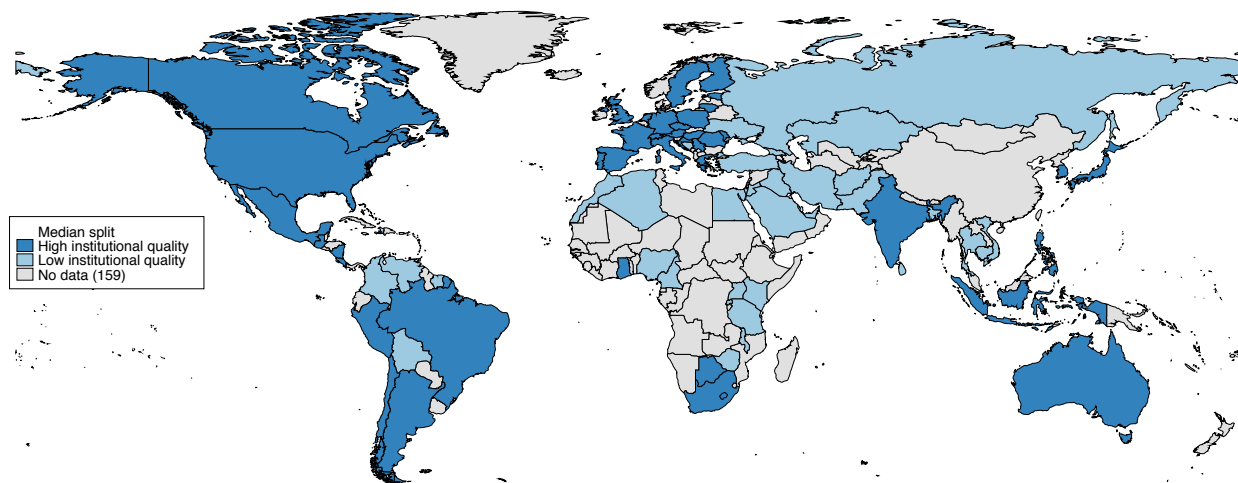 Median split
High institutional quality
Low institutional quality
No data (159)